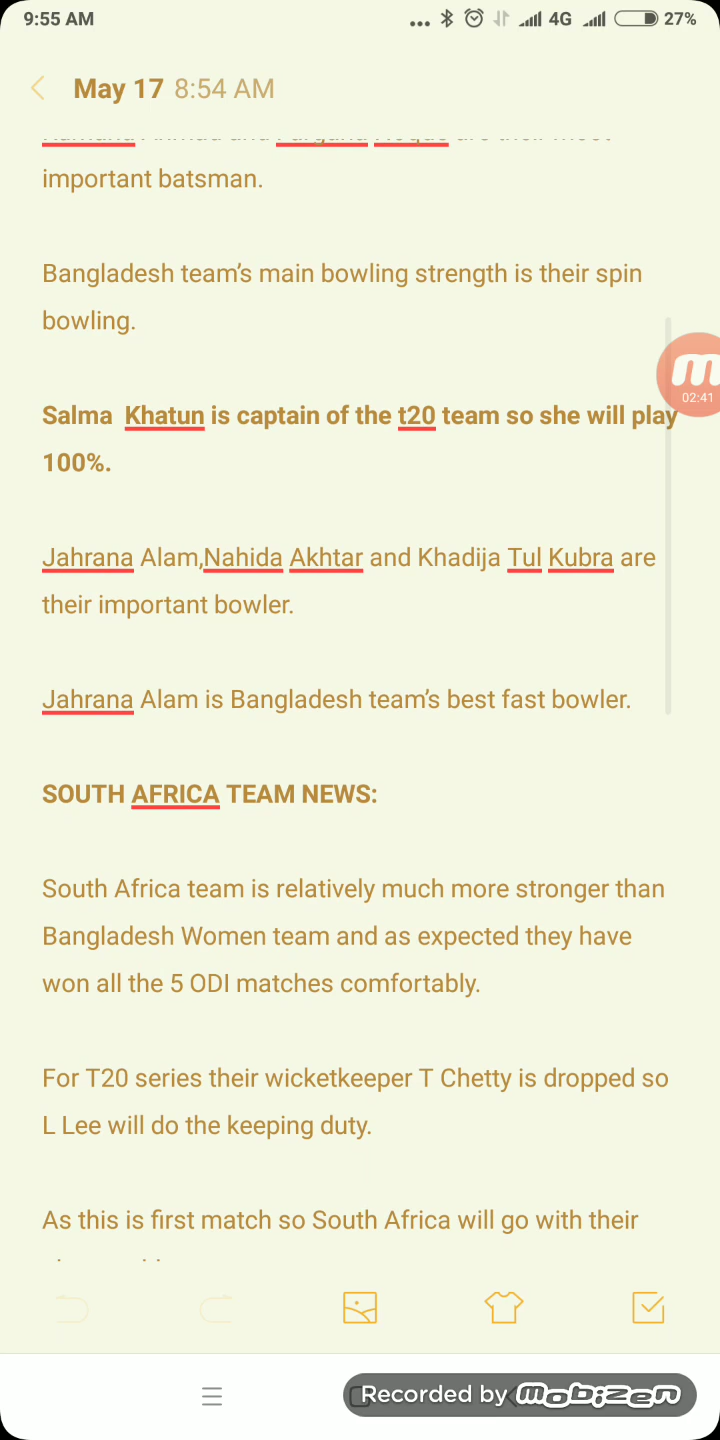 9:55 AM
4G
27%
May 17 8:54 AM
important batsman.
Bangladesh team's main bowling strength is their spin
bowling.
Salma Khatun is captain of the t20 team so she will play
100%.
Jahrana Alam,Nahida Akhtar and Khadija Tul Kubra are
their important bowler.
Jahrana Alam is Bangladesh team's best fast bowler.
SOUTH AFRICA TEAM NEWS:
South Africa team is relatively much more stronger than
Bangladesh Women team and as expected they have
won all the 5 ODI matches comfortably.
For T20 series their wicketkeeper T Chetty is dropped so
L Lee will do the keeping duty.
As this is first match so South Africa will go with their
02:41
Recorded by mobizen